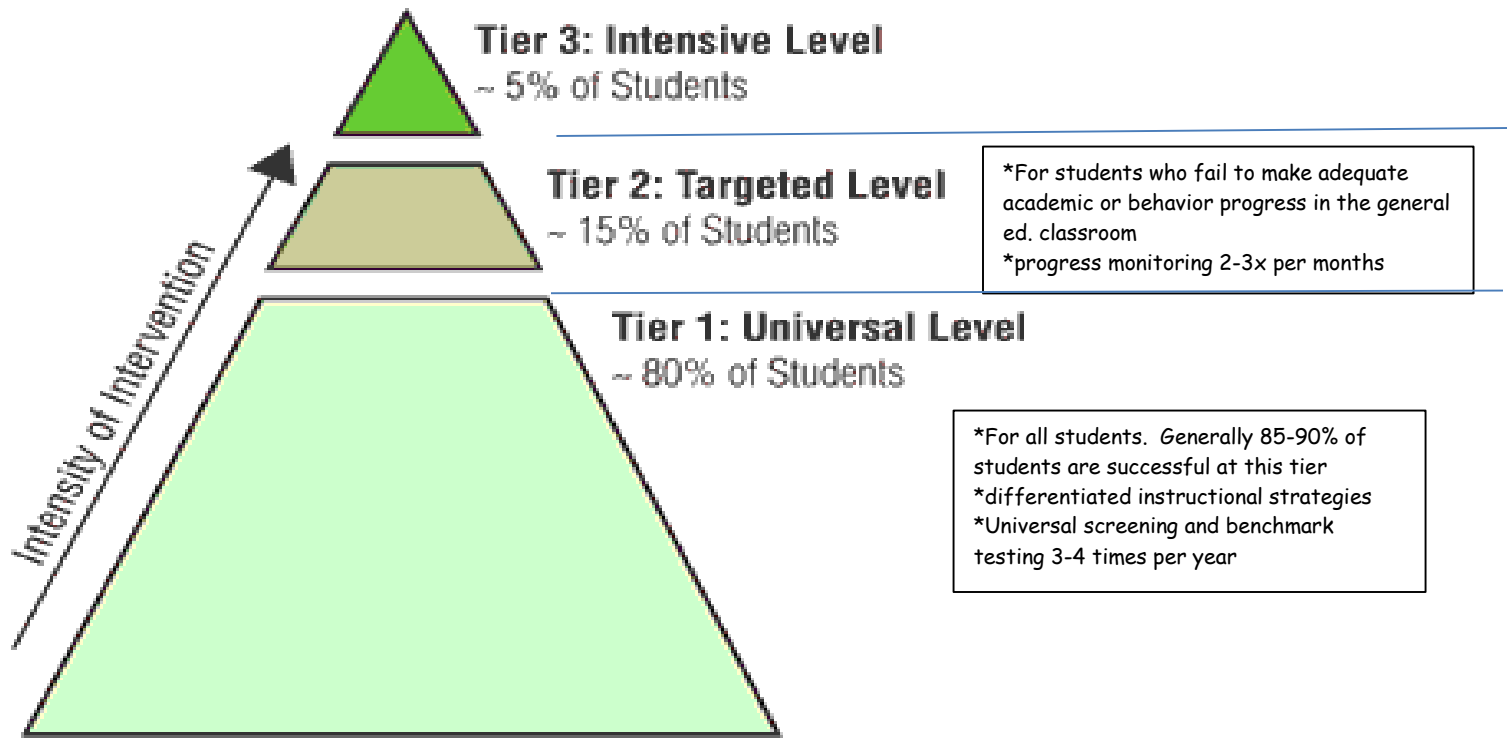 Tier 3: Intensive Level
~ 5% of Students
Tier 2: Targeted Level
~ 15% of Students
*For students who fail to make adequate
academic or behavior progress in the general
ed. classroom
*progress monitoring 2-3x per months
Tier 1: Universal Level
~ 80% of Students
*For all students.  Generally 85-90% of
students are successful at this tier
*differentiated instructional strategies
*Universal screening and benchmark
testing 3-4 times per year
Intensity of Intervention